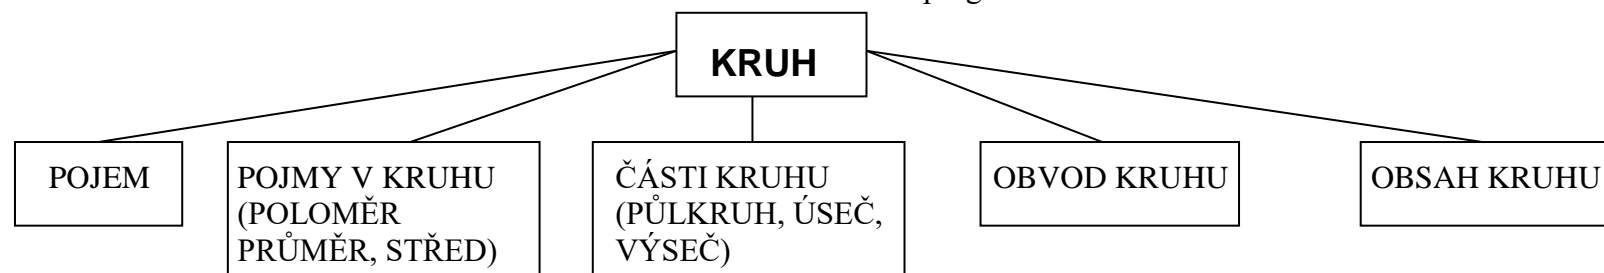 KRUH
POJEM
POJMY V KRUHU
(POLOMĚR
PRŮMĚR, STŘED)
ČÁSTI KRUHU
(PŮLKRUH, ÚSEČ,
VÝSEČ)
OBVOD KRUHU
OBSAH KRUHU